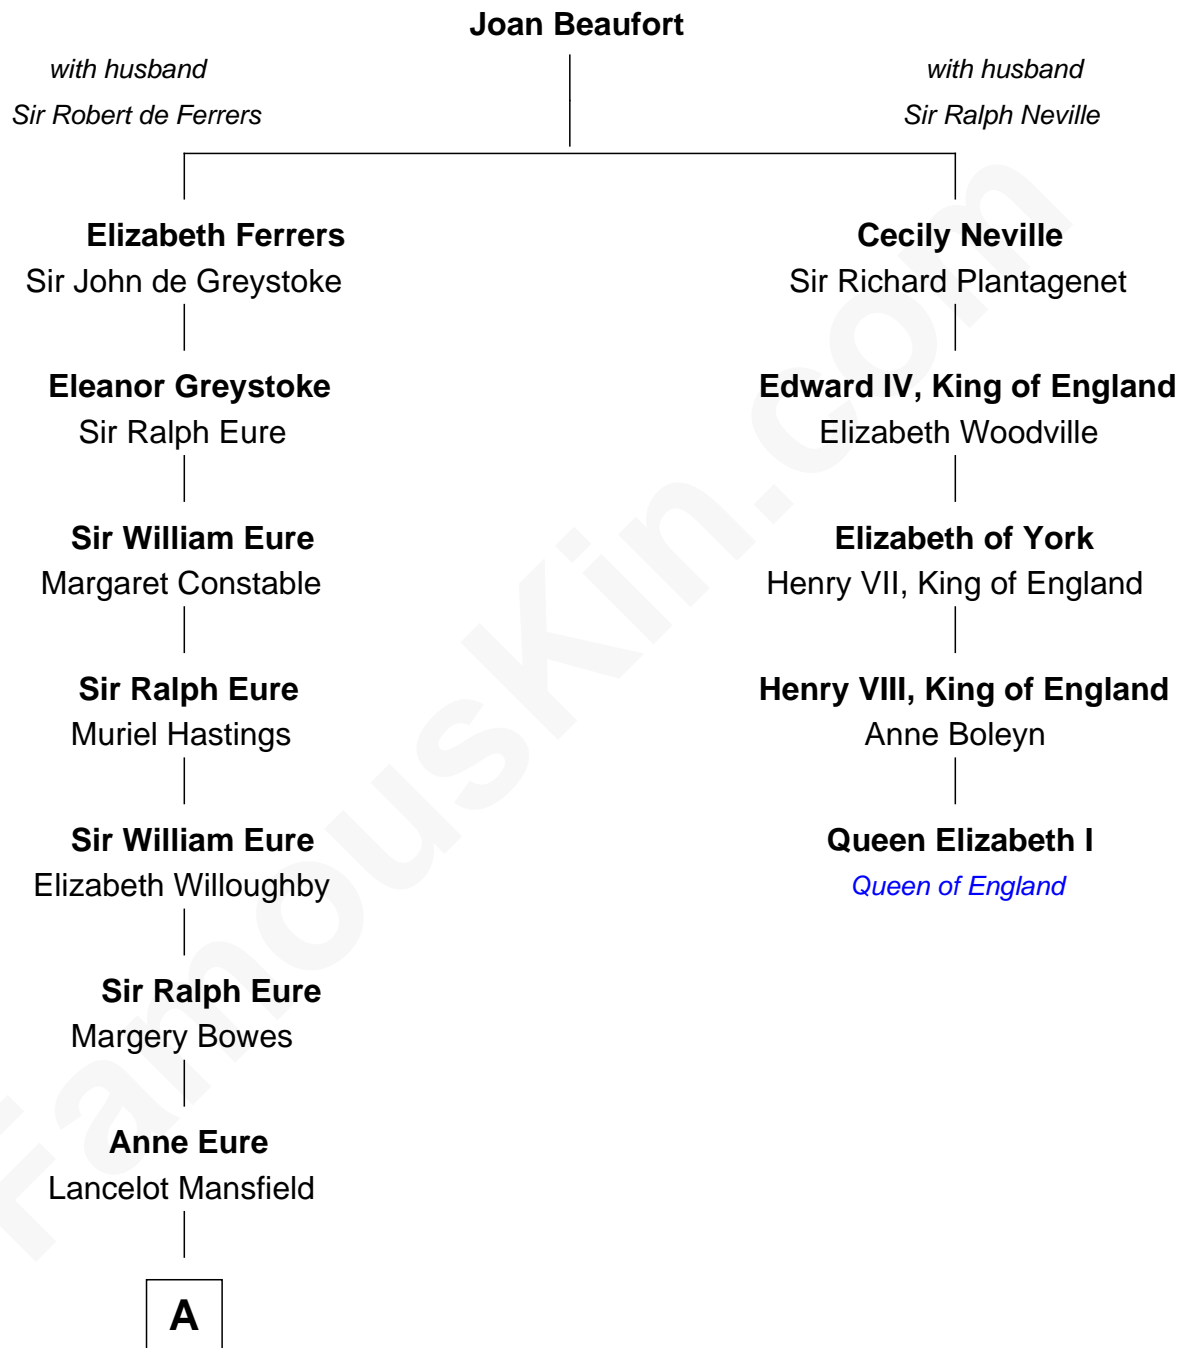 Joan Beaufort
with husband
Sir Robert de Ferrers
with husband
Sir Ralph Neville
Elizabeth Ferrers
Sir John de Greystoke
Cecily Neville
Sir Richard Plantagenet
Eleanor Greystoke
Sir Ralph Eure
Edward IV, King of England
Elizabeth Woodville
Sir William Eure
Margaret Constable
Elizabeth of York
Henry VII, King of England
Sir Ralph Eure
Muriel Hastings
Henry VIII, King of England
Anne Boleyn
Sir William Eure
Elizabeth Willoughby
Queen Elizabeth I
Queen of England
Sir Ralph Eure
Margery Bowes
Anne Eure
Lancelot Mansfield
A
FamousKin.com